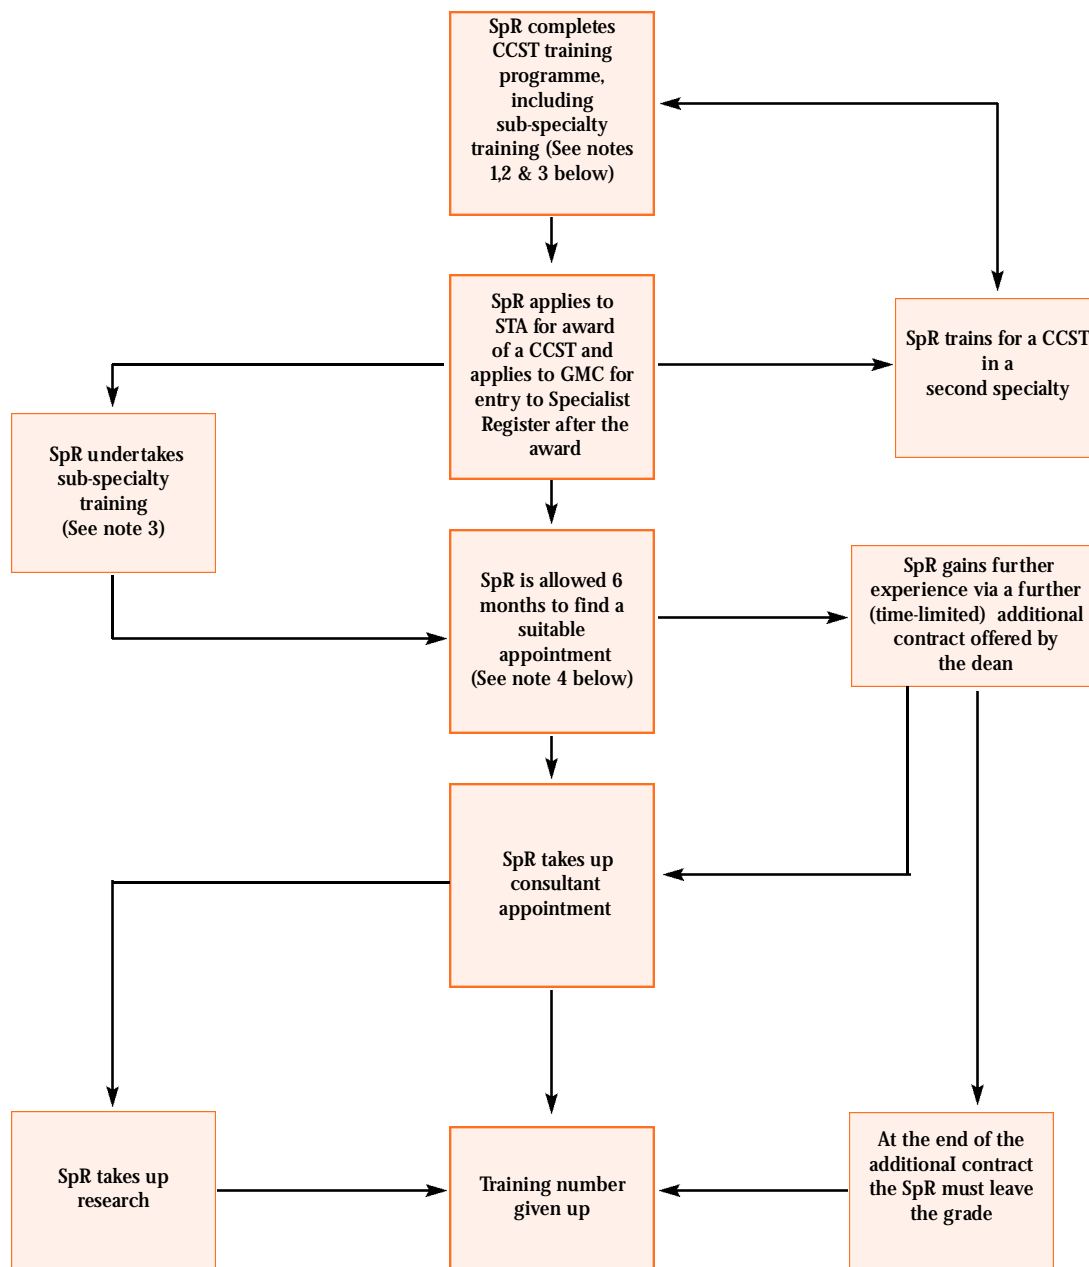 SpR completes
CCST training
programme,
including
sub-specialty
training (See notes
1,2 & 3 below)
SpR applies to
STA for award
of a CCST and
applies to GMC for
entry to Specialist
Register after the
award
SpR trains for a CCST
in a
second specialty
SpR undertakes
sub-specialty
training
(See note 3)
SpR is allowed 6
months to find a
suitable
appointment
(See note 4 below)
SpR gains further
experience via a further
(time-limited) additional
contract offered by
the dean
SpR takes up
consultant
appointment
SpR takes up
research
Training number
given up
At the end of the
additional contract
the SpR must leave
the grade